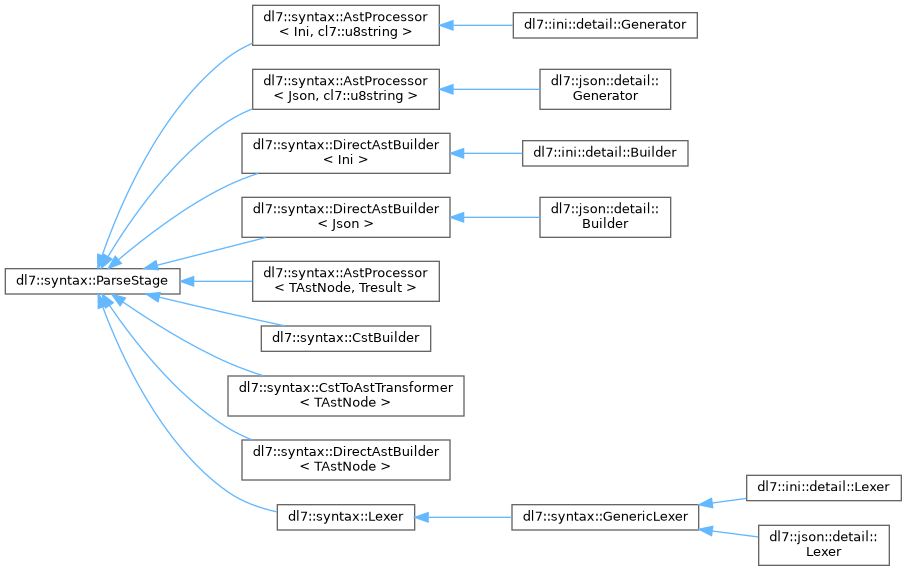 dl7::syntax::AstProcessor
< Ini, cl7::u8string >
dl7::ini::detail::Generator
dl7::syntax::AstProcessor
< Json, cl7::u8string >
dl7::json::detail::
Generator
dl7::syntax::DirectAstBuilder
< Ini >
dl7::ini::detail::Builder
dl7::syntax::DirectAstBuilder
< Json >
dl7::json::detail::
Builder
dl7::syntax::ParseStage
dl7::syntax::AstProcessor
< TAstNode, Tresult >
dl7::syntax::CstBuilder
dl7::syntax::CstToAstTransformer
< TAstNode >
dl7::syntax::DirectAstBuilder
< TAstNode >
dl7::syntax::Lexer
dl7::syntax::GenericLexer
dl7::ini::detail::Lexer
dl7::json::detail::
Lexer